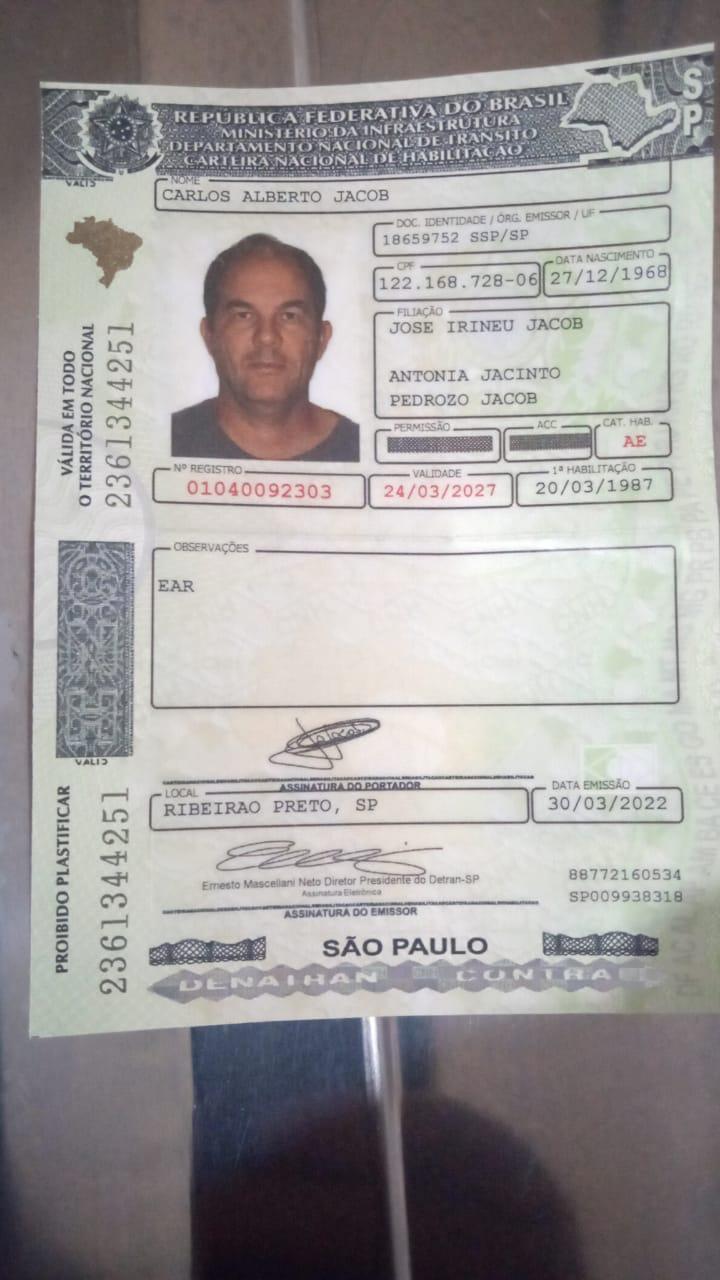 REPÚBLICA FEDERATIVA DO BRASIL
MINISTÉRIO DA INFRAESTRUTURA
DEPARTAMENTO NACIONAL DE TRÂNSITO
CARTEIRA NACIONAL DE HABILITAÇÃO
SP
VALID
NOME
CARLOS ALBERTO JACOB
DOC. IDENTIDADE / ÓRG. EMISSOR / UF
18659752 SSP/SP
CPF
122.168.728-06
DATA NASCIMENTO
27/12/1968
FILIAÇÃO
JOSE IRINEU JACOB
ANTONIA JACINTO
PEDROZO JACOB
PERMISSÃO
ACC
CAT. HAB.
AE
Nº REGISTRO
01040092303
VALIDADE
24/03/2027
1ª HABILITAÇÃO
20/03/1987
VÁLIDA EM TODO
O TERRITÓRIO NACIONAL
2361344251
OBSERVAÇÕES
EAR
VALID
ASSINATURA DO PORTADOR
LOCAL
RIBEIRAO PRETO, SP
DATA EMISSÃO
30/03/2022
Ernesto Mascellani Neto Diretor Presidente do Detran-SP
Assinatura Eletrônica
88772160534
SP009938318
ASSINATURA DO EMISSOR
PROIBIDO PLASTIFICAR
2361344251
SÃO PAULO
DENATRAN CONTRAN